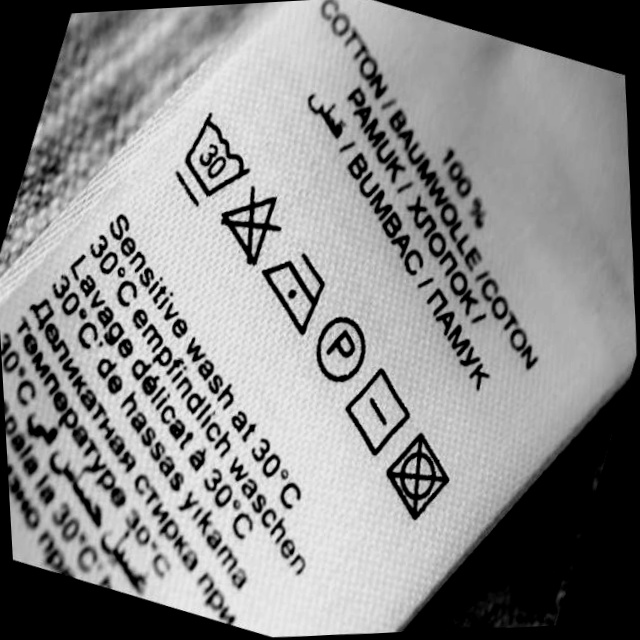 100 %
COTTON / BAUMWOLLE / COTON
PAMUK / ХЛОПОК /
قطن / BUMBAC / ПАМУК
30
P
Sensitive wash at 30°C
30°C empfindlich waschen
Lavage délicat à 30°C
30°C de hassas yıkama
Деликатная стирка при
температуре 30°C